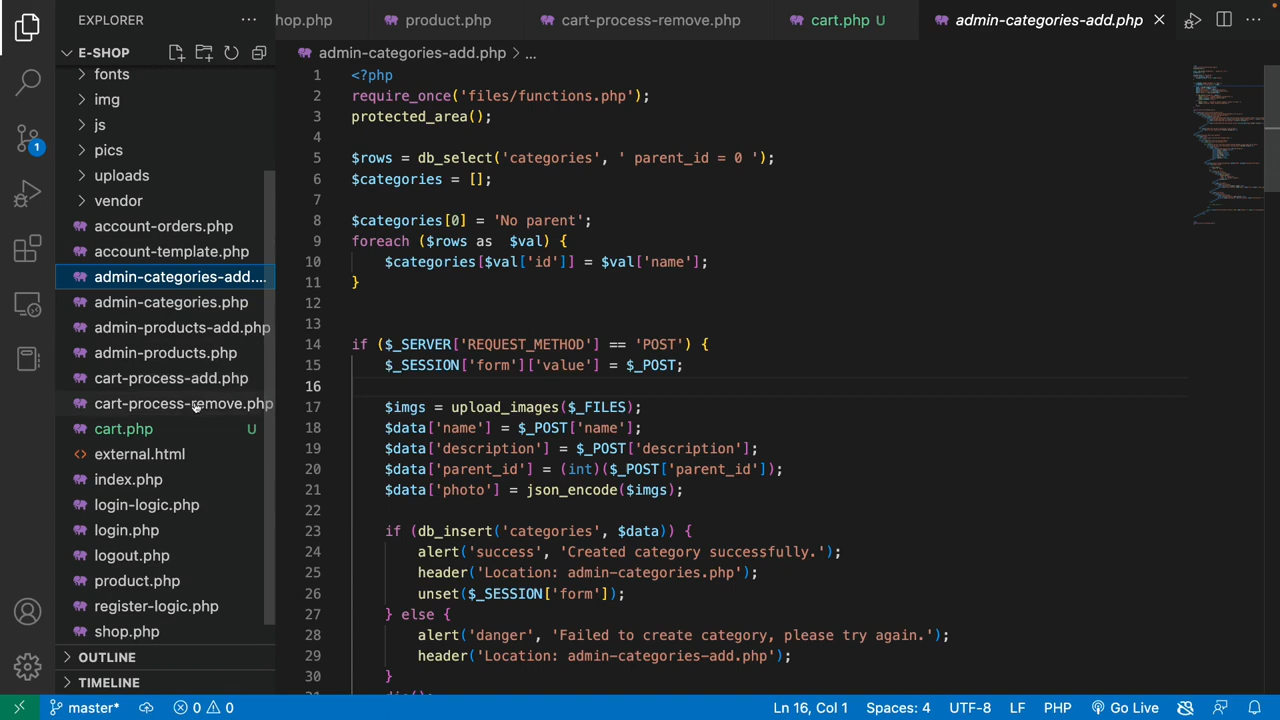 EXPLORER
E-SHOP
fonts
img
js
pics
uploads
vendor
account-orders.php
account-template.php
admin-categories-add....
admin-categories.php
admin-products-add.php
admin-products.php
cart-process-add.php
cart-process-remove.php
cart.php U
external.html
index.php
login-logic.php
login.php
logout.php
product.php
register-logic.php
shop.php
OUTLINE
TIMELINE
1
hop.php
product.php
cart-process-remove.php
cart.php U
admin-categories-add.php
admin-categories-add.php > ...
1 <?php
2 require_once('files/functions.php');
3 protected_area();
4
5 $rows = db_select('categories', ' parent_id = 0 ');
6 $categories = [];
7
8 $categories[0] = 'No parent';
9 foreach ($rows as  $val) {
10     $categories[$val['id']] = $val['name'];
11 }
12
13
14 if ($_SERVER['REQUEST_METHOD'] == 'POST') {
15     $_SESSION['form']['value'] = $_POST;
16
17     $imgs = upload_images($_FILES);
18     $data['name'] = $_POST['name'];
19     $data['description'] = $_POST['description'];
20     $data['parent_id'] = (int)($_POST['parent_id']);
21     $data['photo'] = json_encode($imgs);
22
23     if (db_insert('categories', $data)) {
24         alert('success', 'Created category successfully.');
25         header('Location: admin-categories.php');
26         unset($_SESSION['form']);
27     } else {
28         alert('danger', 'Failed to create category, please try again.');
29         header('Location: admin-categories-add.php');
30     }
31     die();
master* 0 0 Ln 16, Col 1 Spaces: 4 UTF-8 LF PHP Go Live